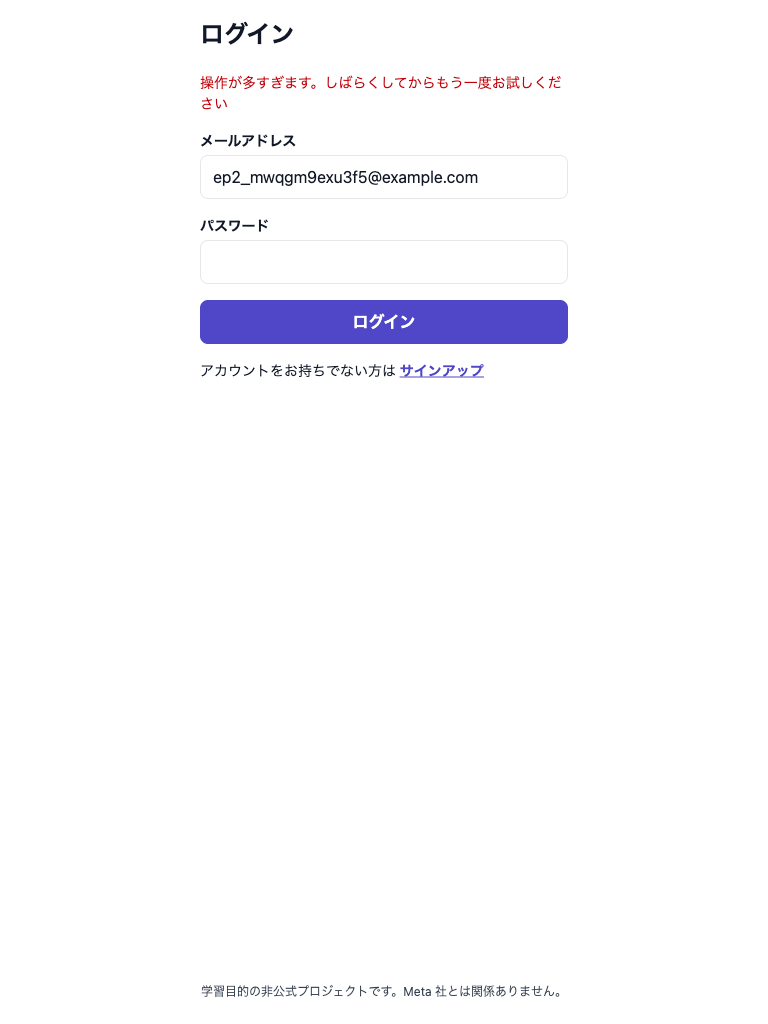 ログイン
操作が多すぎます。しばらくしてからもう一度お試しくだ
さい
メールアドレス
ep2_mwqgm9exu3f5@example.com
パスワード
ログイン
アカウントをお持ちでない方は サインアップ
学習目的の非公式プロジェクトです。Meta 社とは関係ありません。